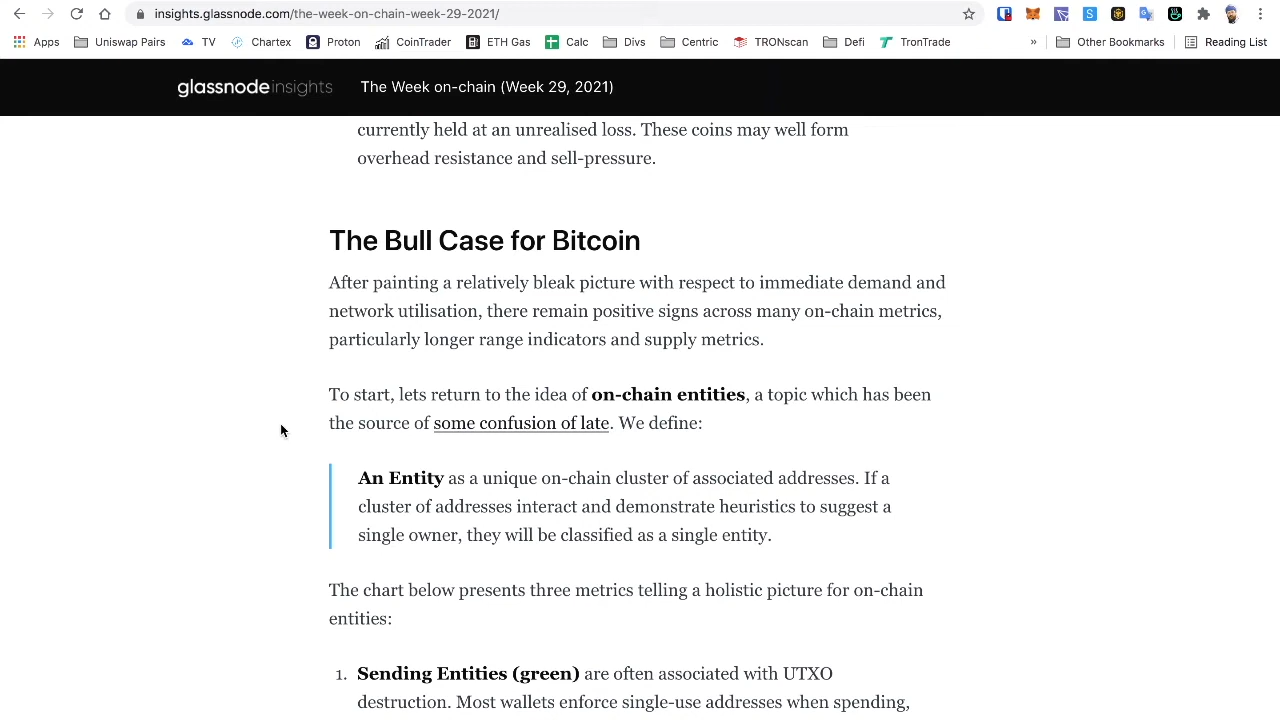 insights.glassnode.com/the-week-on-chain-week-29-2021/
Apps Uniswap Pairs TV Chartex Proton CoinTrader ETH Gas Calc Divs Centric TRONscan Defi TronTrade » Other Bookmarks Reading List
glassnodeinsights The Week on-chain (Week 29, 2021)
currently held at an unrealised loss. These coins may well form
overhead resistance and sell-pressure.
The Bull Case for Bitcoin
After painting a relatively bleak picture with respect to immediate demand and
network utilisation, there remain positive signs across many on-chain metrics,
particularly longer range indicators and supply metrics.
To start, lets return to the idea of on-chain entities, a topic which has been
the source of some confusion of late. We define:
An Entity as a unique on-chain cluster of associated addresses. If a
cluster of addresses interact and demonstrate heuristics to suggest a
single owner, they will be classified as a single entity.
The chart below presents three metrics telling a holistic picture for on-chain
entities:
1. Sending Entities (green) are often associated with UTXO
destruction. Most wallets enforce single-use addresses when spending,